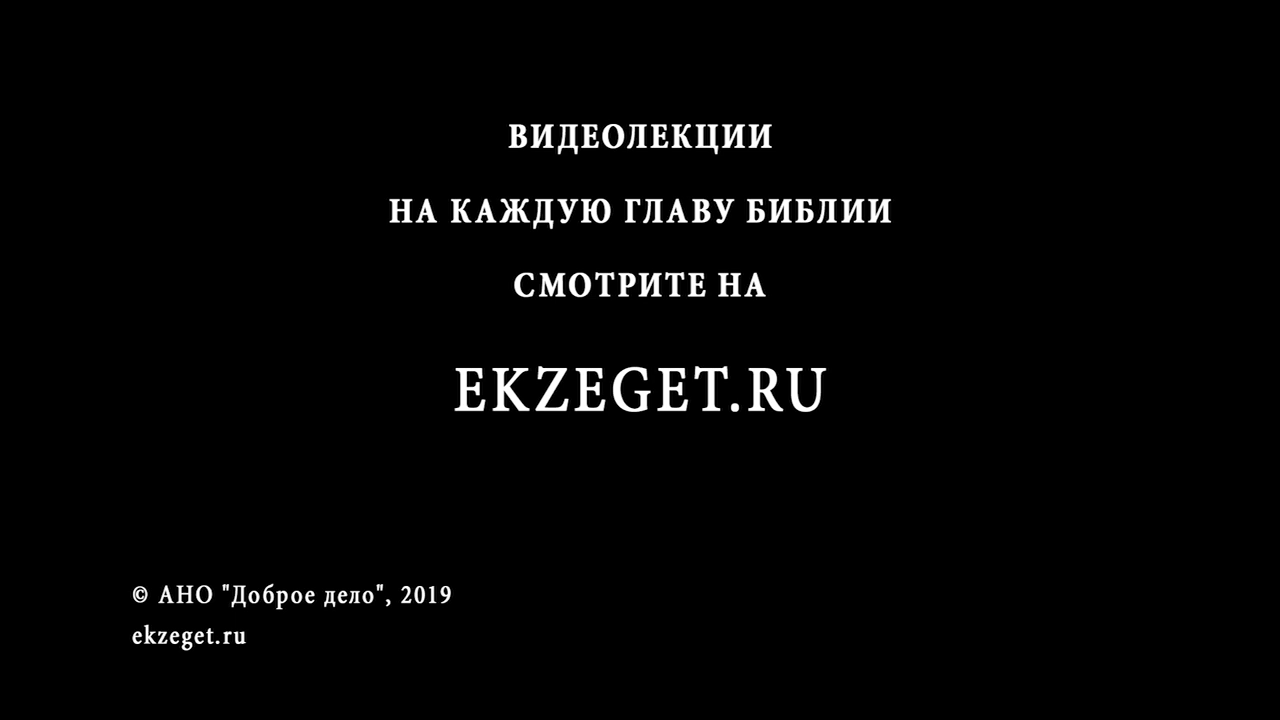 ВИДЕОЛЕКЦИИ
НА КАЖДУЮ ГЛАВУ БИБЛИИ
СМОТРИТЕ НА
EKZEGET.RU
© АНО "Доброе дело", 2019
ekzeget.ru